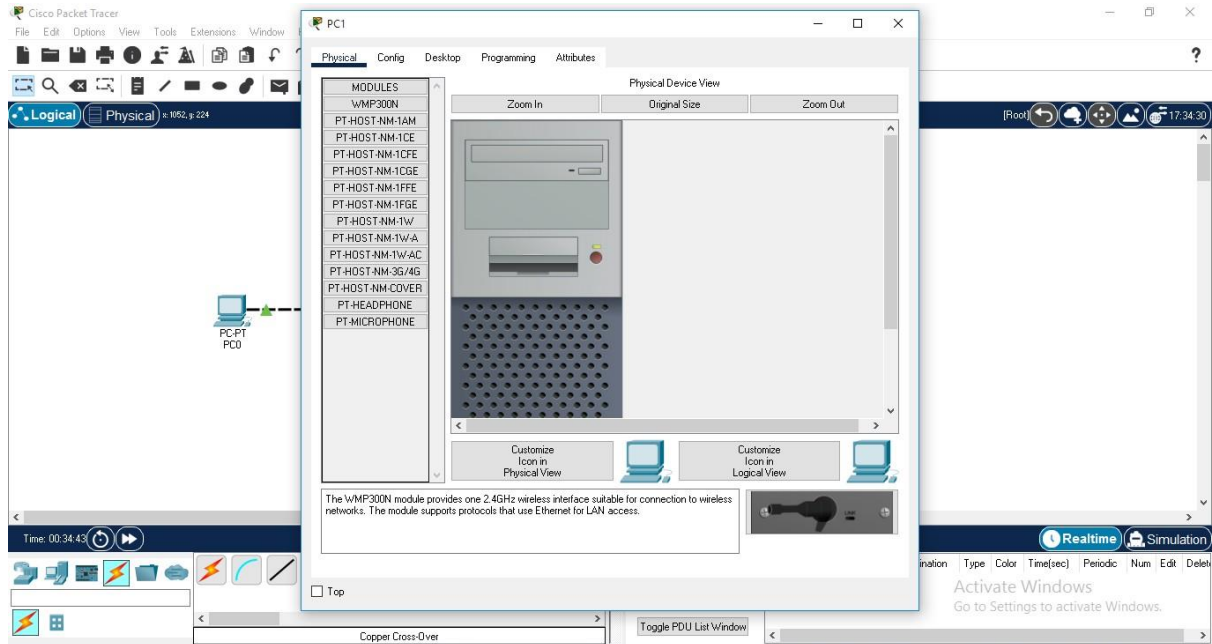 Cisco Packet Tracer
File Edit Options View Tools Extensions Window
?
Logical Physical x: 1052, y: 224
[Root] 17:34:30
PC-PT
PC0
PC1
Physical Config Desktop Programming Attributes
MODULES
WMP300N
PT-HOST-NM-1AM
PT-HOST-NM-1CE
PT-HOST-NM-1CFE
PT-HOST-NM-1CGE
PT-HOST-NM-1FFE
PT-HOST-NM-1FGE
PT-HOST-NM-1W
PT-HOST-NM-1W-A
PT-HOST-NM-1W-AC
PT-HOST-NM-3G/4G
PT-HOST-NM-COVER
PT-HEADPHONE
PT-MICROPHONE
Physical Device View
Zoom In Original Size Zoom Out
Customize
Icon in
Physical View
Customize
Icon in
Logical View
The WMP300N module provides one 2.4GHz wireless interface suitable for connection to wireless
networks. The module supports protocols that use Ethernet for LAN access.
Top
Time: 00:34:43
Realtime Simulation
ination Type Color Time(sec) Periodic Num Edit Delet
Activate Windows
Go to Settings to activate Windows.
Toggle PDU List Window
Copper Cross-Over